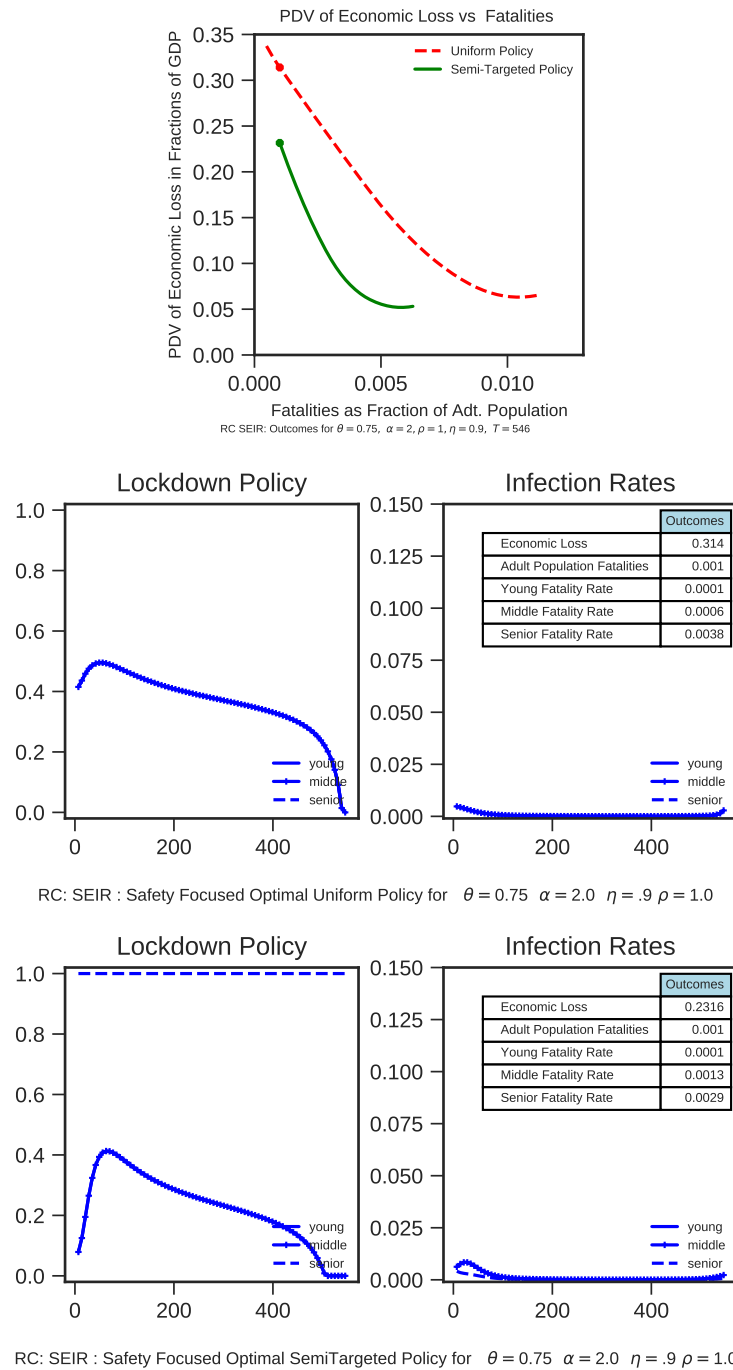 PDV of Economic Loss vs Fatalities
PDV of Economic Loss in Fractions of GDP
0.35
0.30
0.25
0.20
0.15
0.10
0.05
0.00
Uniform Policy
Semi-Targeted Policy
0.000 0.005 0.010
Fatalities as Fraction of Adt. Population
RC SEIR: Outcomes for θ = 0.75, α = 2, ρ = 1, η = 0.9, T = 546
Lockdown Policy
1.0
0.8
0.6
0.4
0.2
0.0
young
middle
senior
0 200 400
Infection Rates
0.150
0.125
0.100
0.075
0.050
0.025
0.000
Outcomes
Economic Loss 0.314
Adult Population Fatalities 0.001
Young Fatality Rate 0.0001
Middle Fatality Rate 0.0006
Senior Fatality Rate 0.0038
young
middle
senior
0 200 400
RC: SEIR : Safety Focused Optimal Uniform Policy for θ = 0.75 α = 2.0 η = .9 ρ = 1.0
Lockdown Policy
1.0
0.8
0.6
0.4
0.2
0.0
young
middle
senior
0 200 400
Infection Rates
0.150
0.125
0.100
0.075
0.050
0.025
0.000
Outcomes
Economic Loss 0.2316
Adult Population Fatalities 0.001
Young Fatality Rate 0.0001
Middle Fatality Rate 0.0013
Senior Fatality Rate 0.0029
young
middle
senior
0 200 400
RC: SEIR : Safety Focused Optimal SemiTargeted Policy for θ = 0.75 α = 2.0 η = .9 ρ = 1.0